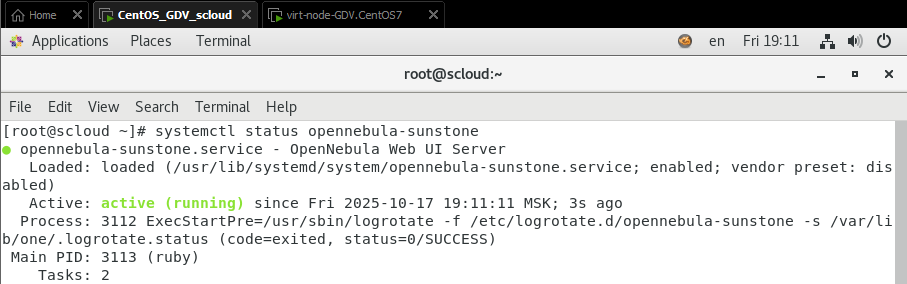 Home CentOS_GDV_scloud virt-node-GDV.CentOS7
Applications Places Terminal en Fri 19:11
root@scloud:~
File Edit View Search Terminal Help
[root@scloud ~]# systemctl status opennebula-sunstone
● opennebula-sunstone.service - OpenNebula Web UI Server
Loaded: loaded (/usr/lib/systemd/system/opennebula-sunstone.service; enabled; vendor preset: dis
abled)
Active: active (running) since Fri 2025-10-17 19:11:11 MSK; 3s ago
Process: 3112 ExecStartPre=/usr/sbin/logrotate -f /etc/logrotate.d/opennebula-sunstone -s /var/li
b/one/.logrotate.status (code=exited, status=0/SUCCESS)
Main PID: 3113 (ruby)
Tasks: 2